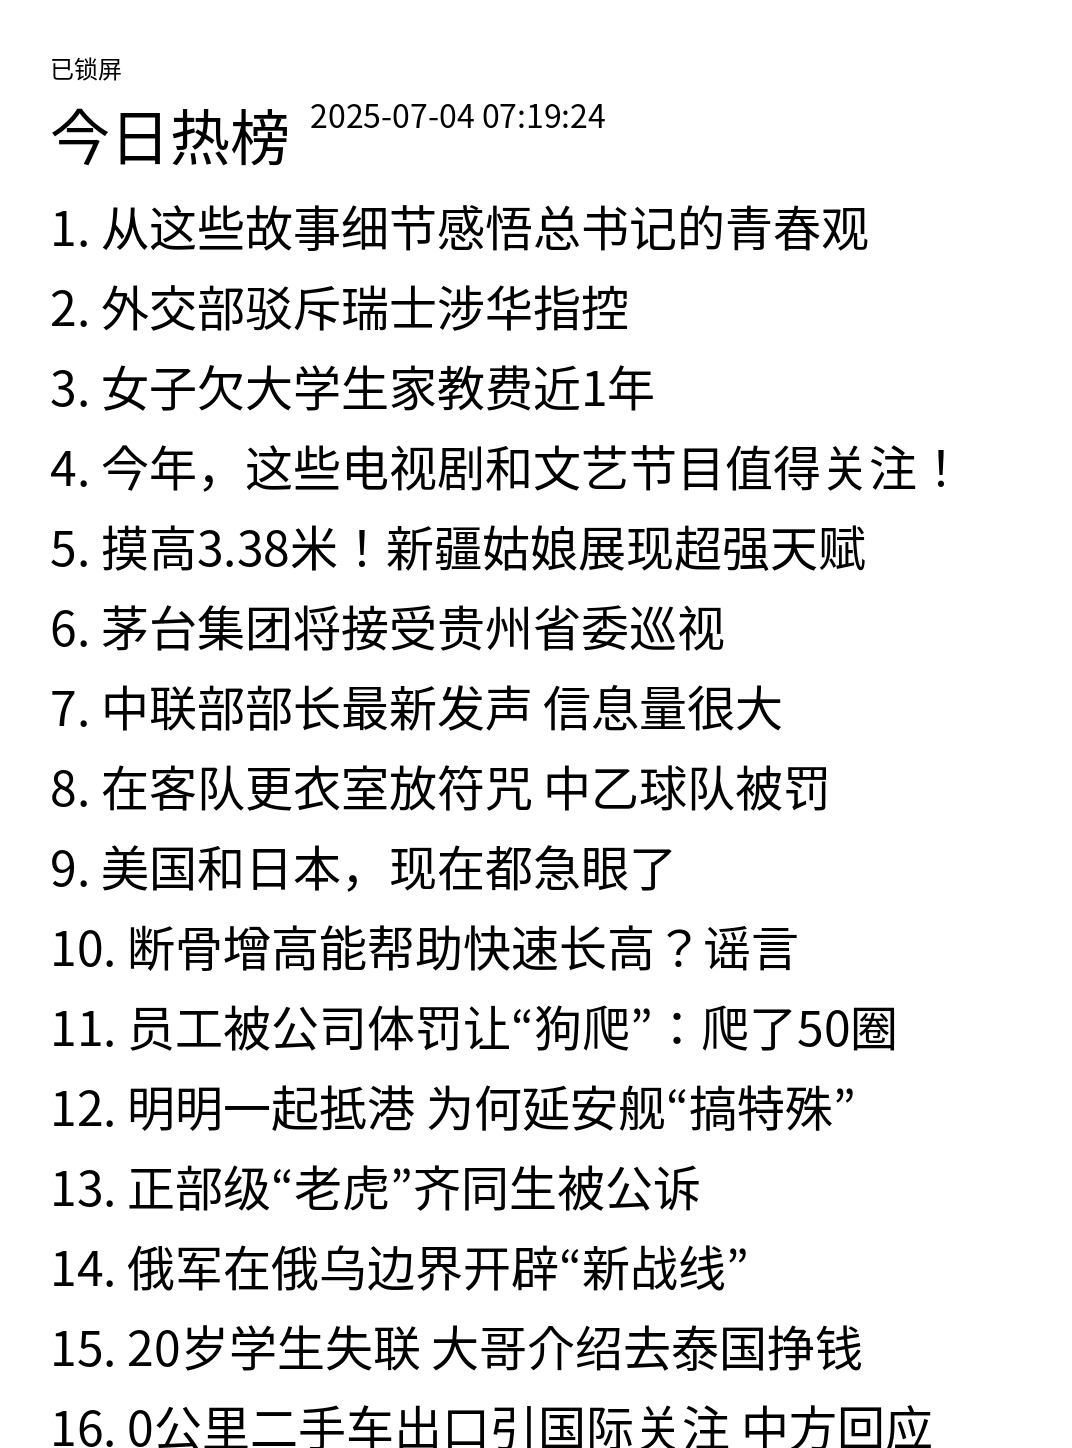 已锁屏
今日热榜 2025-07-04 07:19:24
1. 从这些故事细节感悟总书记的青春观
2. 外交部驳斥瑞士涉华指控
3. 女子欠大学生家教费近1年
4. 今年，这些电视剧和文艺节目值得关注！
5. 摸高3.38米！新疆姑娘展现超强天赋
6. 茅台集团将接受贵州省委巡视
7. 中联部部长最新发声 信息量很大
8. 在客队更衣室放符咒 中乙球队被罚
9. 美国和日本，现在都急眼了
10. 断骨增高能帮助快速长高？谣言
11. 员工被公司体罚让“狗爬”：爬了50圈
12. 明明一起抵港 为何延安舰“搞特殊”
13. 正部级“老虎”齐同生被公诉
14. 俄军在俄乌边界开辟“新战线”
15. 20岁学生失联 大哥介绍去泰国挣钱
16. 0公里二手车出口引国际关注 中方回应